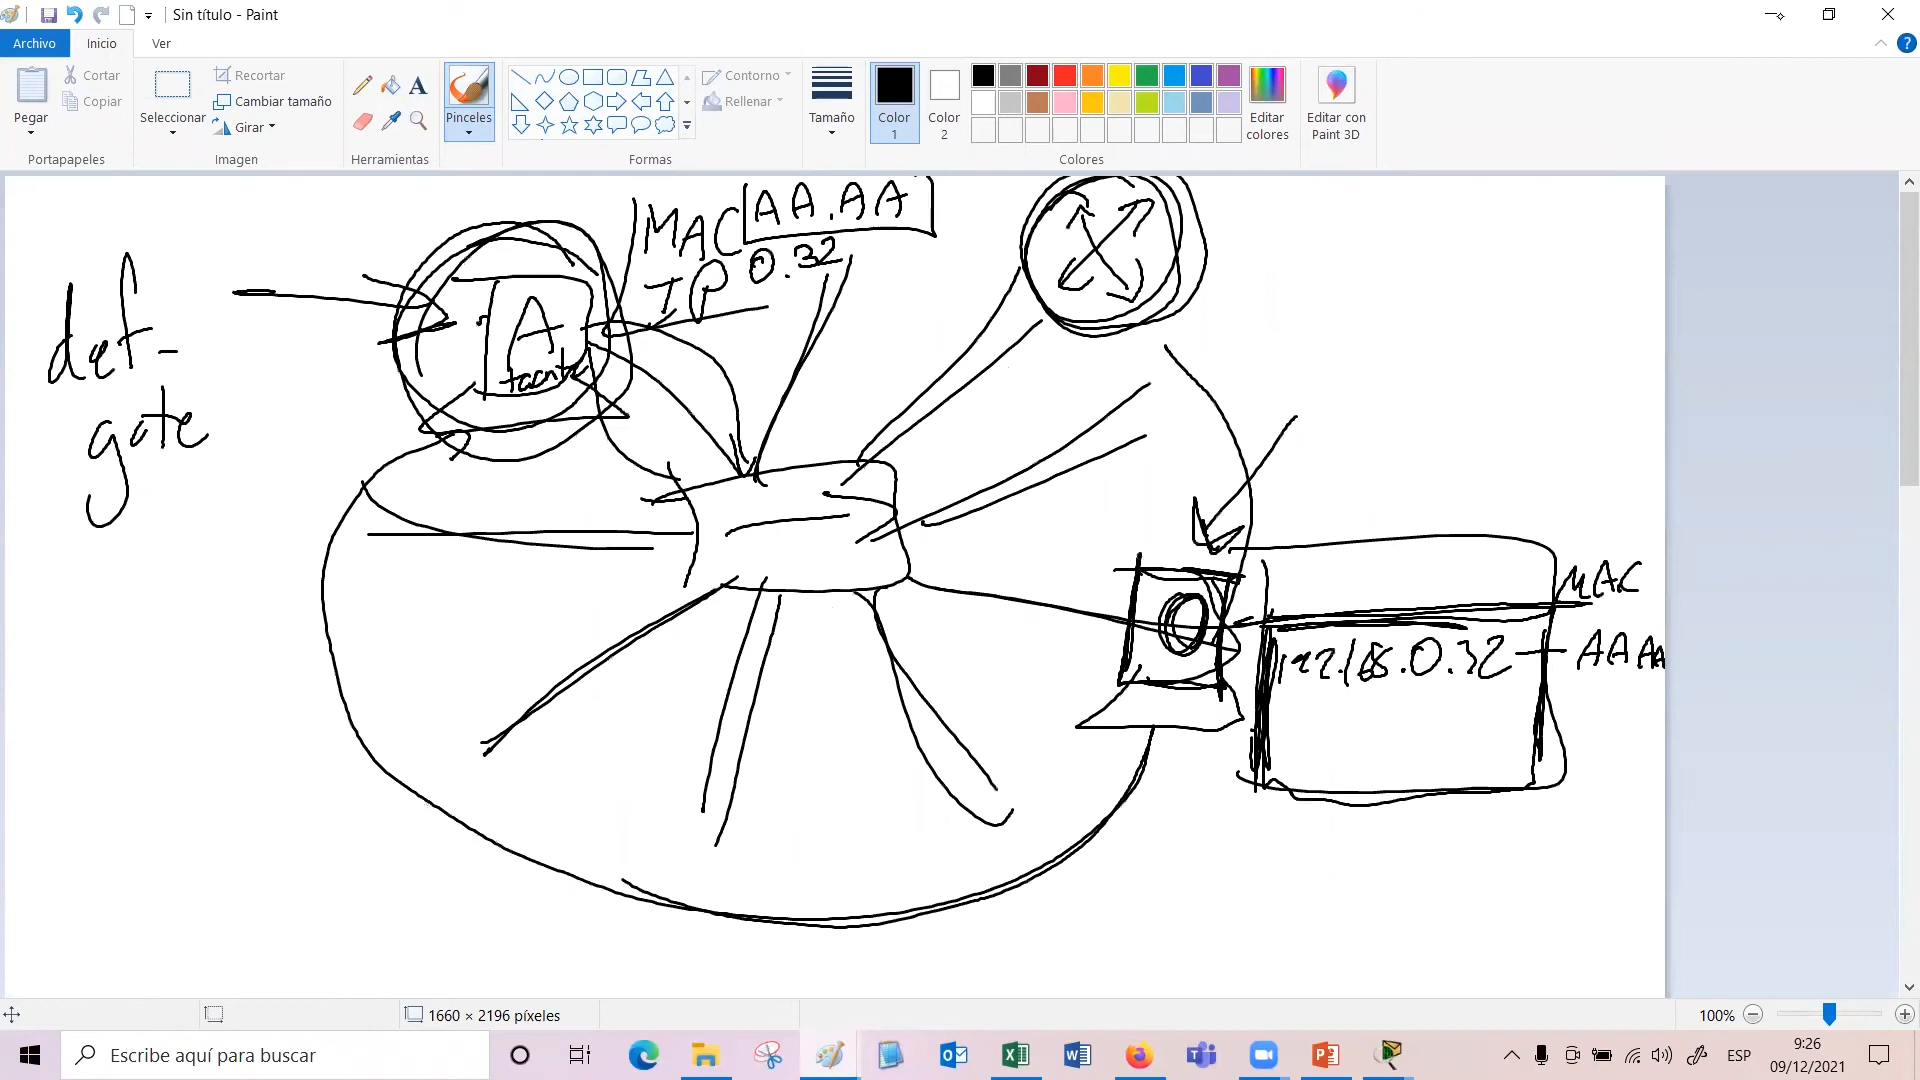 Sin título - Paint
Archivo
Inicio
Ver
Pegar
Cortar
Copiar
Portapapeles
Seleccionar
Recortar
Cambiar tamaño
Girar
Imagen
A
Herramientas
Pinceles
Formas
Contorno
Rellenar
Tamaño
Color
1
Color
2
Colores
Editar
colores
Editar con
Paint 3D
?
MAC AA.AA
IP 0.32
def-
gate
A
MAC
192.168.0.32 - AAAA
1660 × 2196 píxeles
100%
Escribe aquí para buscar
ESP
9:26
09/12/2021